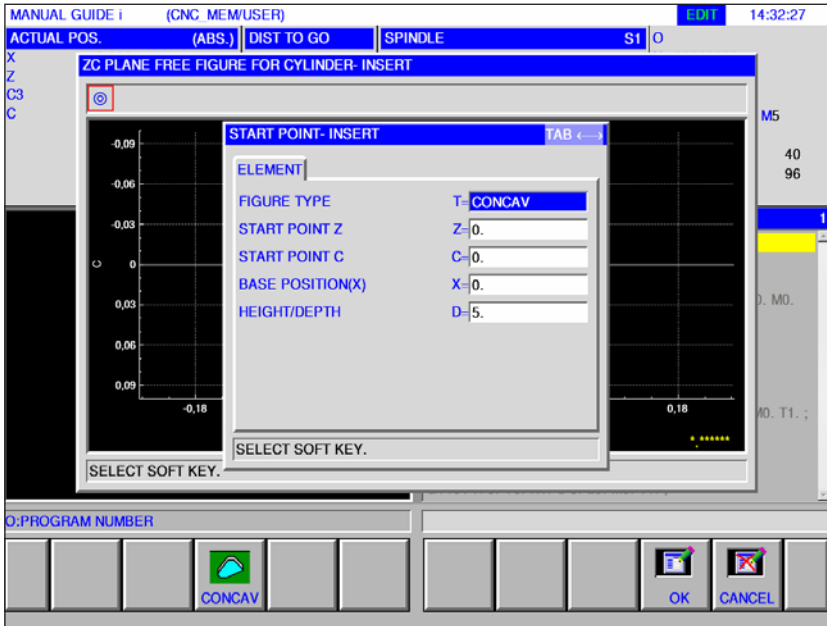 MANUAL GUIDE i (CNC_MEM/USER) EDIT 14:32:27
ACTUAL POS. (ABS.) DIST TO GO SPINDLE S1 O
X
Z
C3
C
ZC PLANE FREE FIGURE FOR CYLINDER- INSERT
M5
40
96
1
START POINT- INSERT TAB ←→
ELEMENT
FIGURE TYPE T=CONCAV
START POINT Z Z=0.
START POINT C C=0.
BASE POSITION(X) X=0.
HEIGHT/DEPTH D=5.
SELECT SOFT KEY.
-0,09
-0,06
-0,03
C 0
0,03
0,06
0,09
-0,18 0,18
*.******
0. M0.
M0. T1. ;
SELECT SOFT KEY.
O:PROGRAM NUMBER
CONCAV OK CANCEL